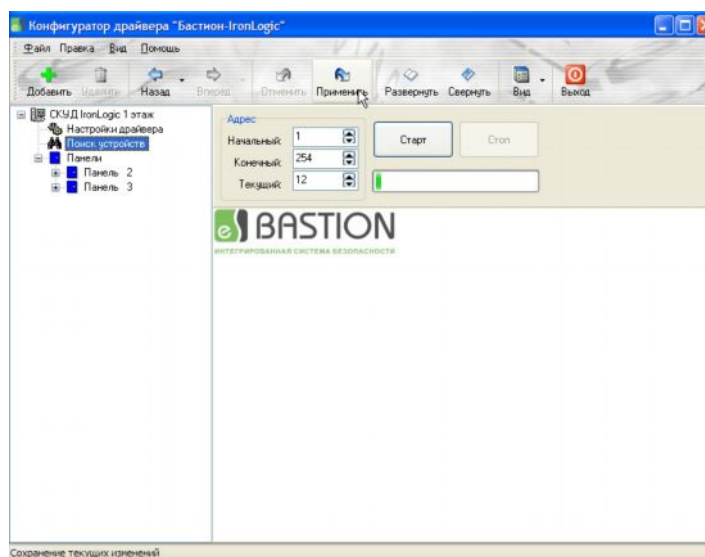 Конфигуратор драйвера "Бастион-IronLogic"
Файл Правка Вид Помощь
Добавить Удалить Назад Вперед Отменить Применить Развернуть Свернуть Вид Выход
СКУД IronLogic 1 этаж
Настройки драйвера
Поиск устройств
Панели
Панель 2
Панель 3
Адрес
Начальный: 1
Конечный: 254
Текущий: 12
Старт Стоп
eS BASTION
ИНТЕГРИРОВАННАЯ СИСТЕМА БЕЗОПАСНОСТИ
Сохранение текущих изменений